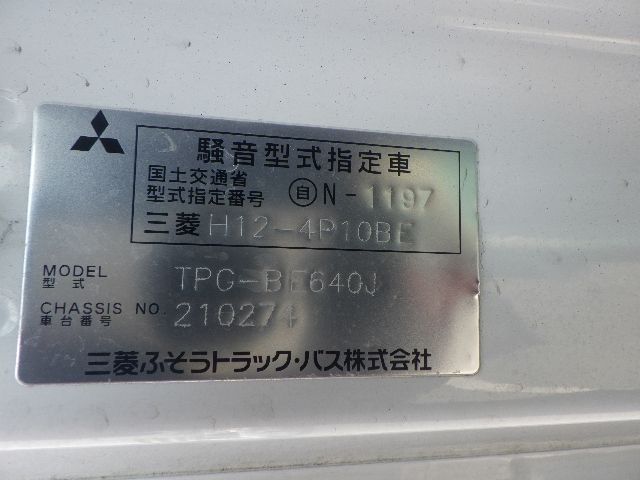 騒音型式指定車
国土交通省
型式指定番号 自 N-1197
三菱 H12-4P10BE
MODEL
型式 TPG-BE640J
CHASSIS NO.
車台番号 210274
三菱ふそうトラック・バス株式会社